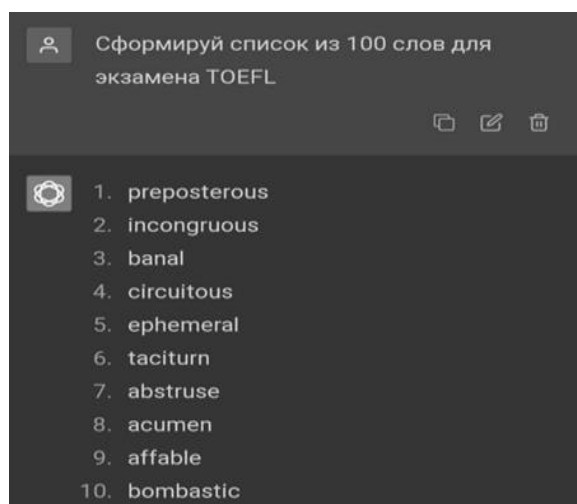 Сформируй список из 100 слов для
экзамена TOEFL
1. preposterous
2. incongruous
3. banal
4. circuitous
5. ephemeral
6. taciturn
7. abstruse
8. acumen
9. affable
10. bombastic